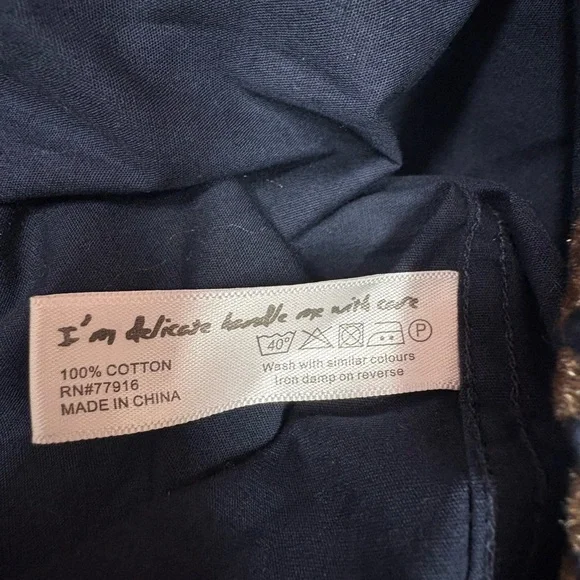 I'm delicate handle me with care
100% COTTON
RN#77916
MADE IN CHINA
40° P
Wash with similar colours
Iron damp on reverse